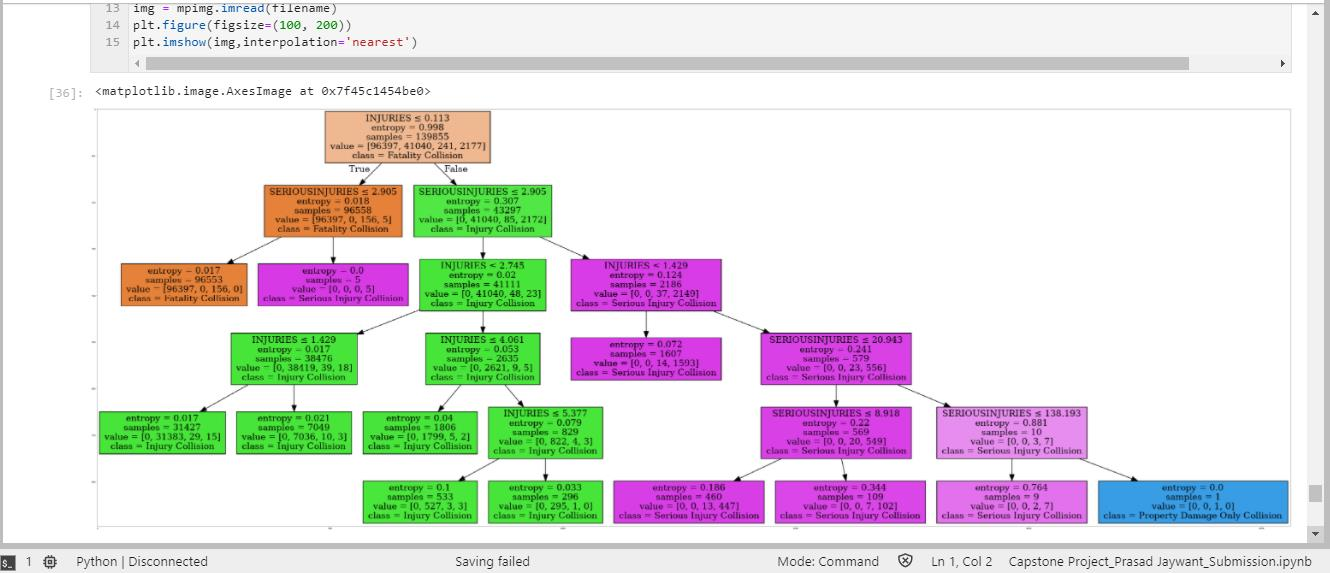 13 img = mpimg.imread(filename)
14 plt.figure(figsize=(100, 200))
15 plt.imshow(img,interpolation='nearest')
[36]: <matplotlib.image.AxesImage at 0x7f45c1454be0>
INJURIES ≤ 0.113
entropy = 0.998
samples = 139855
value = [96397, 41040, 241, 2177]
class = Fatality Collision
True
False
SERIOUSINJURIES ≤ 2.905
entropy = 0.018
samples = 96558
value = [96397, 0, 156, 5]
class = Fatality Collision
SERIOUSINJURIES ≤ 2.905
entropy = 0.307
samples = 43297
value = [0, 41040, 85, 2172]
class = Injury Collision
entropy = 0.017
samples = 96553
value = [96397, 0, 156, 0]
class = Fatality Collision
entropy = 0.0
samples = 5
value = [0, 0, 0, 5]
class = Serious Injury Collision
INJURIES ≤ 2.745
entropy = 0.02
samples = 41111
value = [0, 41040, 48, 23]
class = Injury Collision
INJURIES ≤ 1.429
entropy = 0.124
samples = 2186
value = [0, 0, 37, 2149]
class = Serious Injury Collision
INJURIES ≤ 1.429
entropy = 0.017
samples = 38476
value = [0, 38419, 39, 18]
class = Injury Collision
INJURIES ≤ 4.061
entropy = 0.053
samples = 2635
value = [0, 2621, 9, 5]
class = Injury Collision
entropy = 0.072
samples = 1607
value = [0, 0, 14, 1593]
class = Serious Injury Collision
SERIOUSINJURIES ≤ 20.943
entropy = 0.241
samples = 579
value = [0, 0, 23, 556]
class = Serious Injury Collision
entropy = 0.017
samples = 31427
value = [0, 31383, 29, 15]
class = Injury Collision
entropy = 0.021
samples = 7049
value = [0, 7036, 10, 3]
class = Injury Collision
entropy = 0.04
samples = 1806
value = [0, 1799, 5, 2]
class = Injury Collision
INJURIES ≤ 5.377
entropy = 0.079
samples = 829
value = [0, 822, 4, 3]
class = Injury Collision
SERIOUSINJURIES ≤ 8.918
entropy = 0.22
samples = 569
value = [0, 0, 20, 549]
class = Serious Injury Collision
SERIOUSINJURIES ≤ 138.193
entropy = 0.881
samples = 10
value = [0, 0, 3, 7]
class = Serious Injury Collision
entropy = 0.1
samples = 533
value = [0, 527, 3, 3]
class = Injury Collision
entropy = 0.033
samples = 296
value = [0, 295, 1, 0]
class = Injury Collision
entropy = 0.186
samples = 460
value = [0, 0, 13, 447]
class = Serious Injury Collision
entropy = 0.344
samples = 109
value = [0, 0, 7, 102]
class = Serious Injury Collision
entropy = 0.764
samples = 9
value = [0, 0, 2, 7]
class = Serious Injury Collision
entropy = 0.0
samples = 1
value = [0, 0, 1, 0]
class = Property Damage Only Collision
$_ 1 Python | Disconnected Saving failed Mode: Command Ln 1, Col 2 Capstone Project_Prasad Jaywant_Submission.ipynb